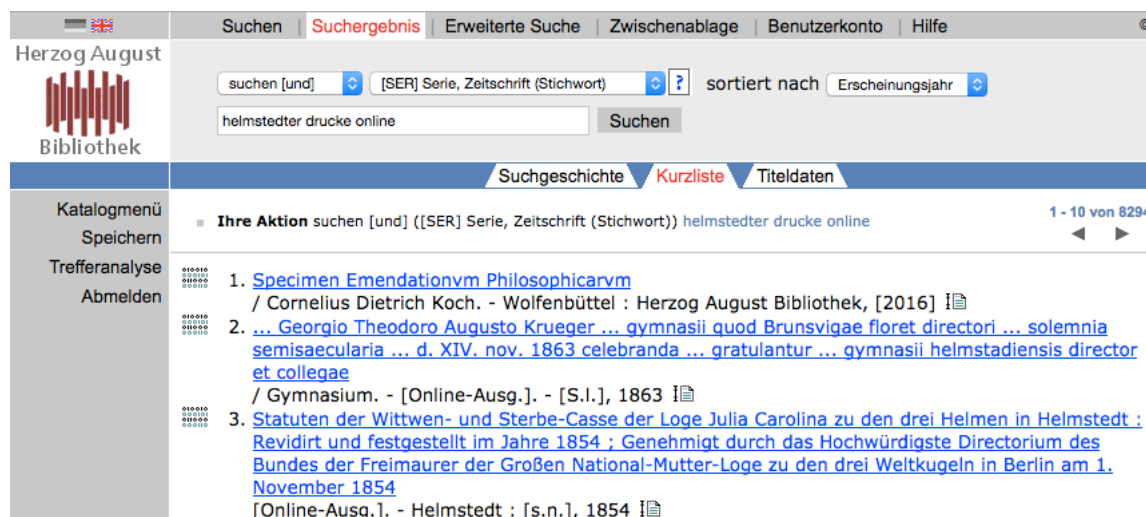 Suchen | Suchergebnis | Erweiterte Suche | Zwischenablage | Benutzerkonto | Hilfe
Herzog August
Bibliothek
suchen [und] [SER] Serie, Zeitschrift (Stichwort) ? sortiert nach Erscheinungsjahr
helmstedter drucke online Suchen
Suchgeschichte Kurzliste Titeldaten
Katalogmenü
Speichern
Trefferanalyse
Abmelden
Ihre Aktion suchen [und] ([SER] Serie, Zeitschrift (Stichwort)) helmstedter drucke online
1 - 10 von 8294
1. Specimen Emendationvm Philosophicarvm
/ Cornelius Dietrich Koch. - Wolfenbüttel : Herzog August Bibliothek, [2016]
2. ... Georgio Theodoro Augusto Krueger ... gymnasii quod Brunsvigae floret directori ... solemnia
semisaecularia ... d. XIV. nov. 1863 celebranda ... gratulantur ... gymnasii helmstadiensis director
et collegae
/ Gymnasium. - [Online-Ausg.]. - [S.l.], 1863
3. Statuten der Wittwen- und Sterbe-Casse der Loge Julia Carolina zu den drei Helmen in Helmstedt :
Revidirt und festgestellt im Jahre 1854 ; Genehmigt durch das Hochwürdigste Directorium des
Bundes der Freimaurer der Großen National-Mutter-Loge zu den drei Weltkugeln in Berlin am 1.
November 1854
[Online-Ausg.]. - Helmstedt : [s.n.], 1854